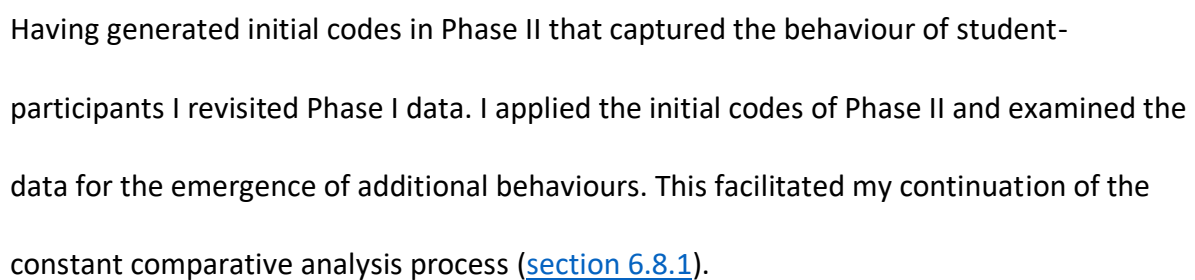 Having generated initial codes in Phase II that captured the behaviour of student-
participants I revisited Phase I data. I applied the initial codes of Phase II and examined the
data for the emergence of additional behaviours. This facilitated my continuation of the
constant comparative analysis process (section 6.8.1).